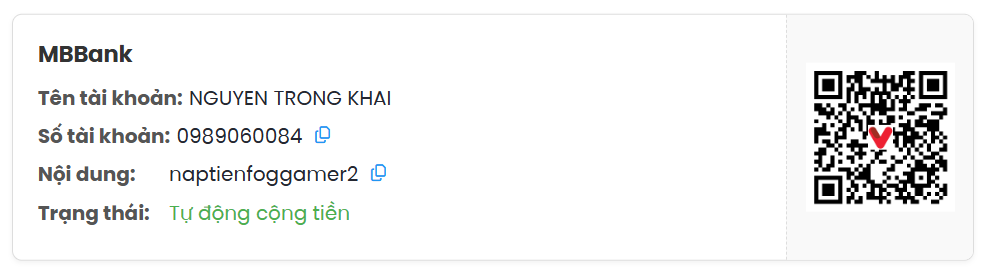 MBBank
Tên tài khoản: NGUYEN TRONG KHAI
Số tài khoản: 0989060084
Nội dung: naptienfoggamer2
Trạng thái: Tự động cộng tiền